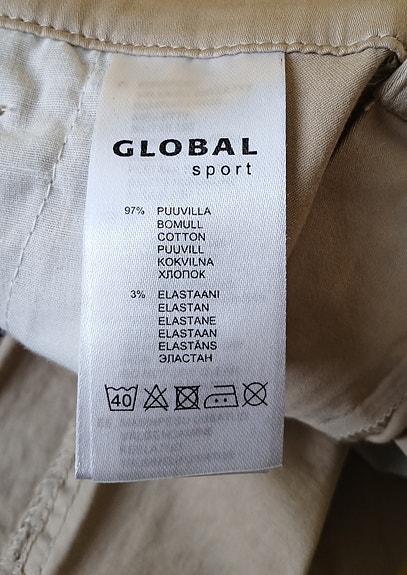 GLOBAL
sport
97% PUUVILLA
BOMULL
COTTON
PUUVILL
KOKVILNA
ХЛОПОК
3% ELASTAANI
ELASTAN
ELASTANE
ELASTAAN
ELASTĀNS
ЭЛАСТАН
40